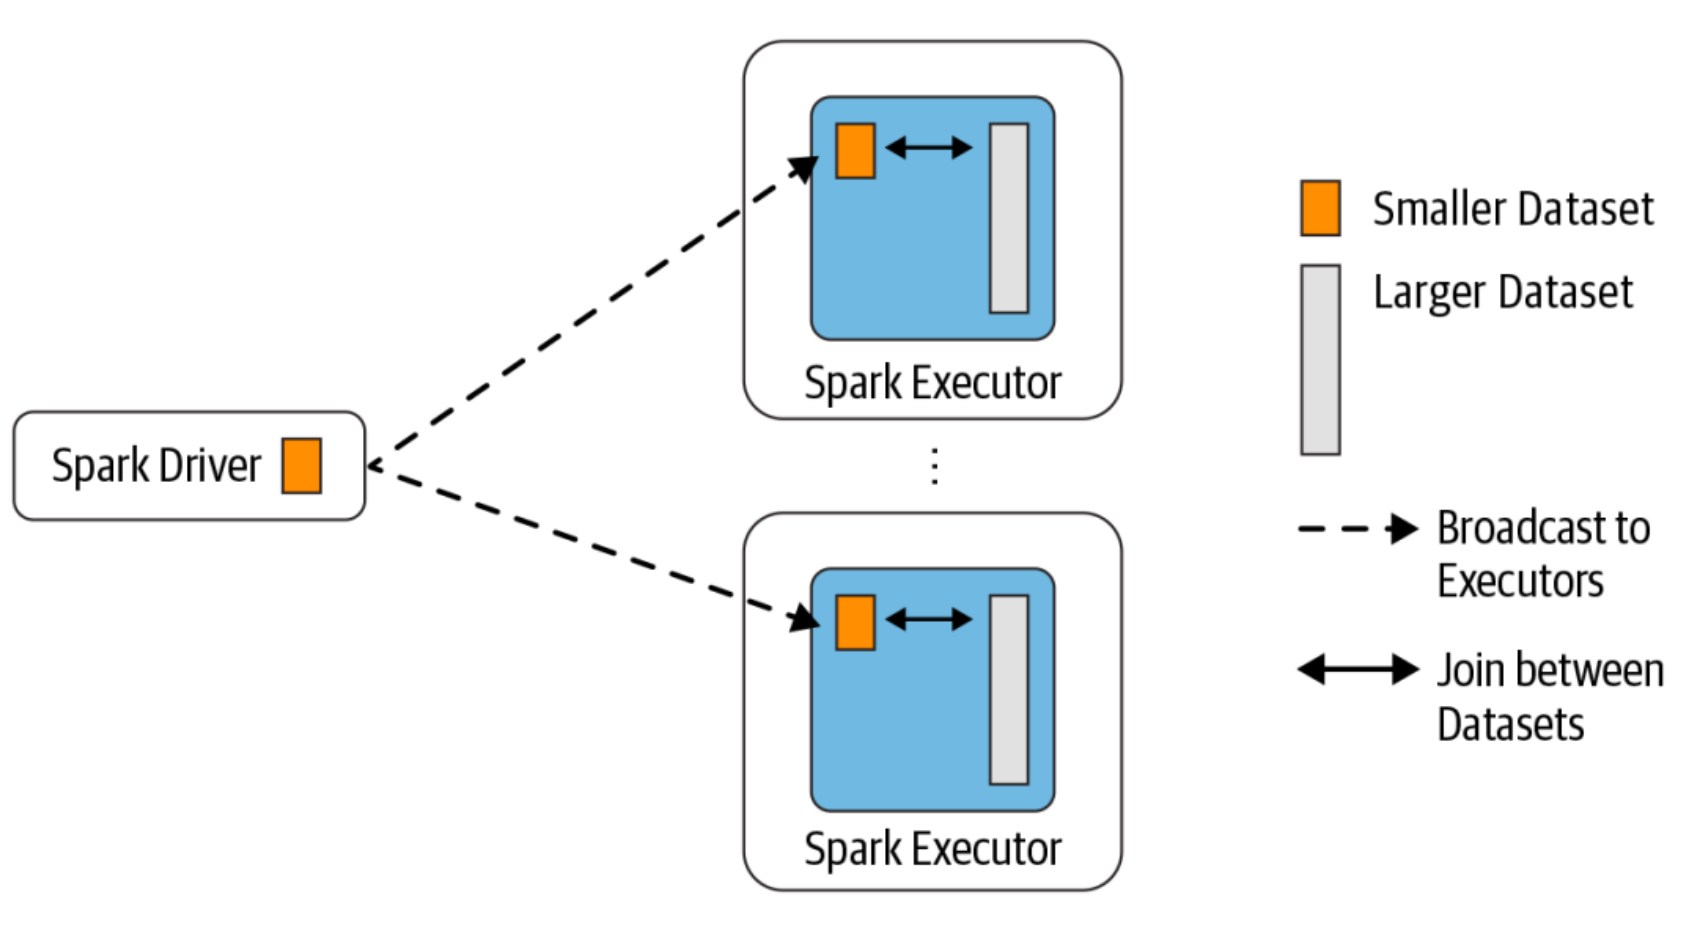 Spark Driver
Spark Executor
⋮
Spark Executor
Smaller Dataset
Larger Dataset
Broadcast to
Executors
Join between
Datasets